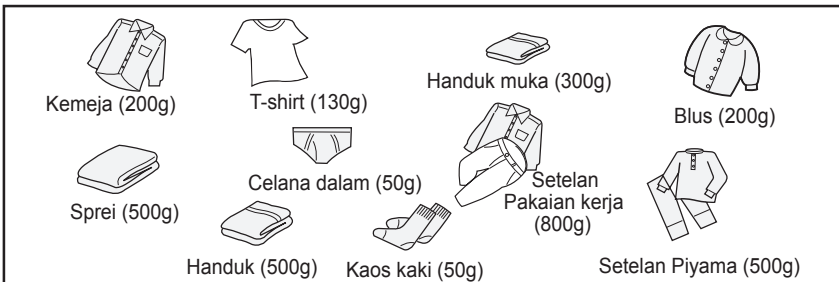 Kemeja (200g)
T-shirt (130g)
Handuk muka (300g)
Blus (200g)
Sprei (500g)
Celana dalam (50g)
Setelan
Pakaian kerja
(800g)
Handuk (500g)
Kaos kaki (50g)
Setelan Piyama (500g)